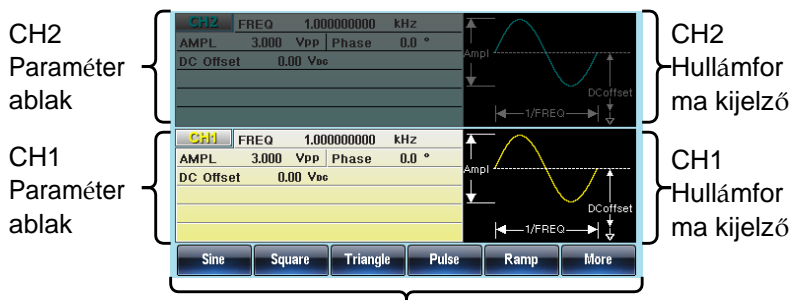 CH2
Paraméter
ablak
CH2 FREQ 1.000000000 kHz
AMPL 3.000 Vpp Phase 0.0 °
DC Offset 0.00 VDC
Ampl
DCoffset
1/FREQ
CH2
Hullámfor
ma kijelző
CH1
Paraméter
ablak
CH1 FREQ 1.000000000 kHz
AMPL 3.000 Vpp Phase 0.0 °
DC Offset 0.00 VDC
Ampl
DCoffset
1/FREQ
CH1
Hullámfor
ma kijelző
Sine Square Triangle Pulse Ramp More